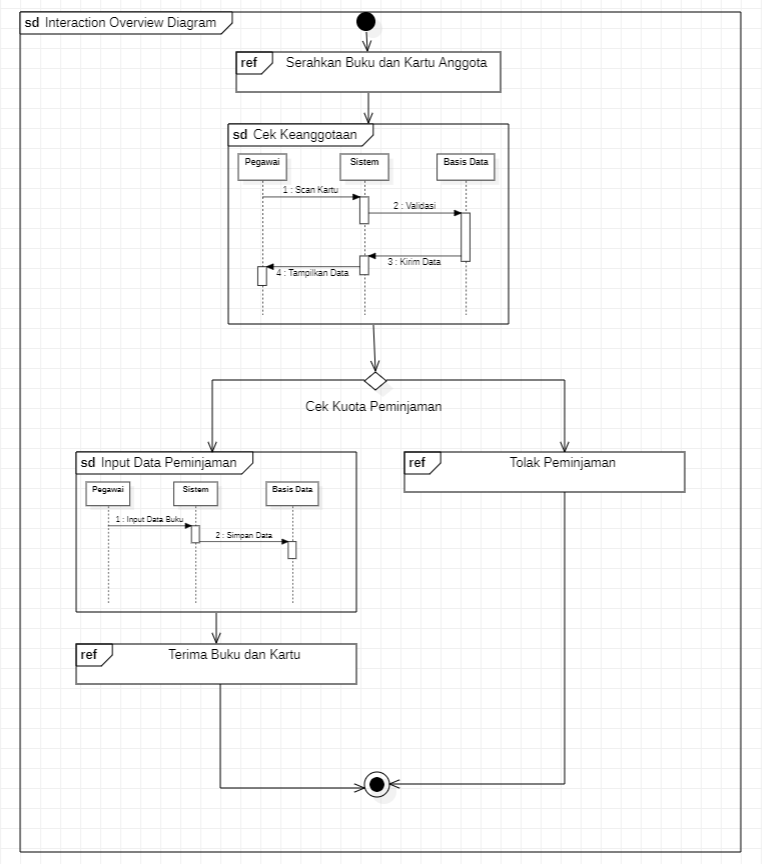 sd Interaction Overview Diagram
ref Serahkan Buku dan Kartu Anggota
sd Cek Keanggotaan
Pegawai Sistem Basis Data
1 : Scan Kartu
2 : Validasi
3 : Kirim Data
4 : Tampilkan Data
Cek Kuota Peminjaman
sd Input Data Peminjaman
Pegawai Sistem Basis Data
1 : Input Data Buku
2 : Simpan Data
ref Tolak Peminjaman
ref Terima Buku dan Kartu